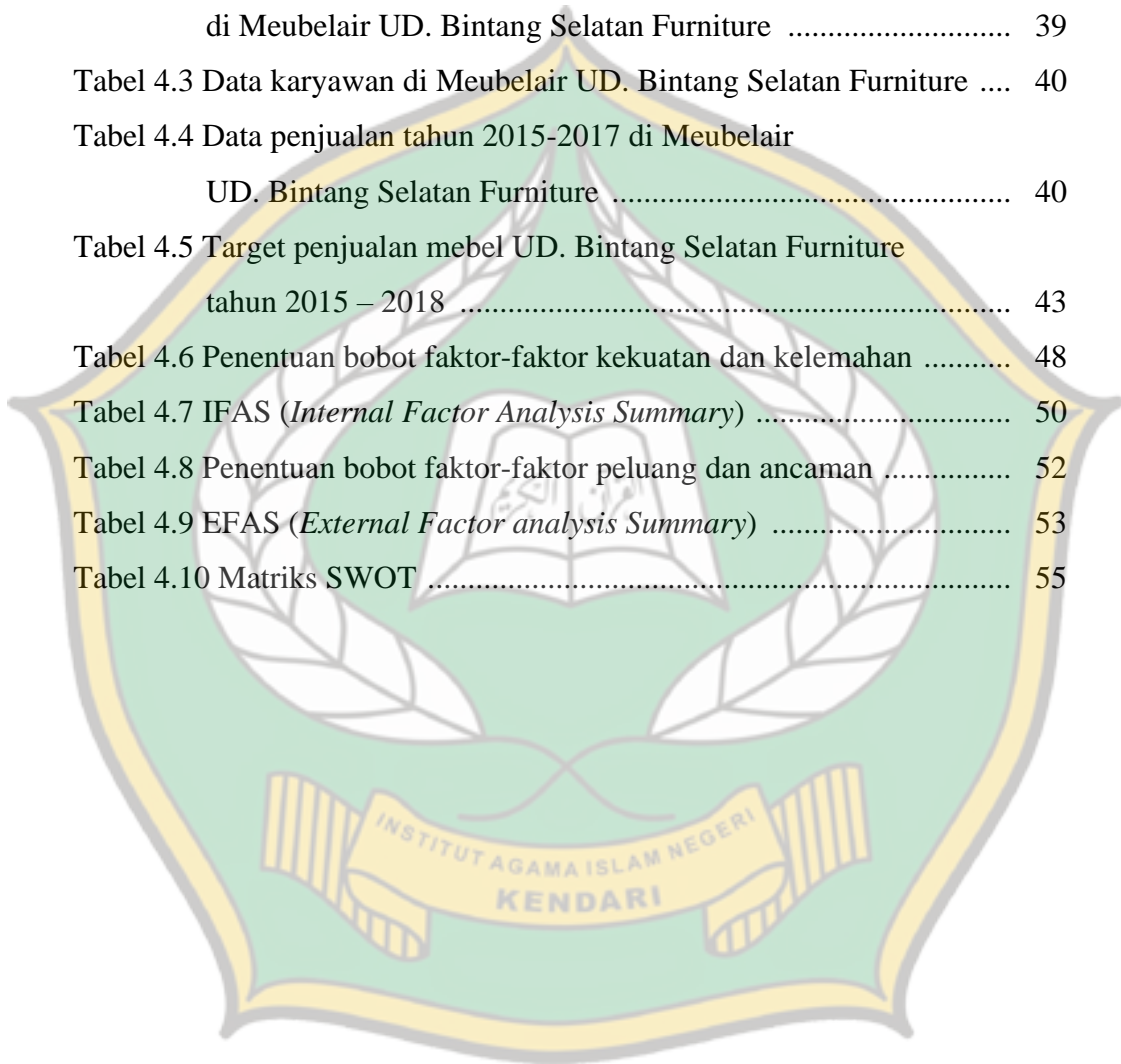 di Meubelair UD. Bintang Selatan Furniture ............................ 39
Tabel 4.3 Data karyawan di Meubelair UD. Bintang Selatan Furniture .... 40
Tabel 4.4 Data penjualan tahun 2015-2017 di Meubelair
UD. Bintang Selatan Furniture .................................................. 40
Tabel 4.5 Target penjualan mebel UD. Bintang Selatan Furniture
tahun 2015 – 2018 ..................................................................... 43
Tabel 4.6 Penentuan bobot faktor-faktor kekuatan dan kelemahan ........... 48
Tabel 4.7 IFAS (Internal Factor Analysis Summary) ................................ 50
Tabel 4.8 Penentuan bobot faktor-faktor peluang dan ancaman ................ 52
Tabel 4.9 EFAS (External Factor analysis Summary) .............................. 53
Tabel 4.10 Matriks SWOT ......................................................................... 55
INSTITUT AGAMA ISLAM NEGERI
KENDARI